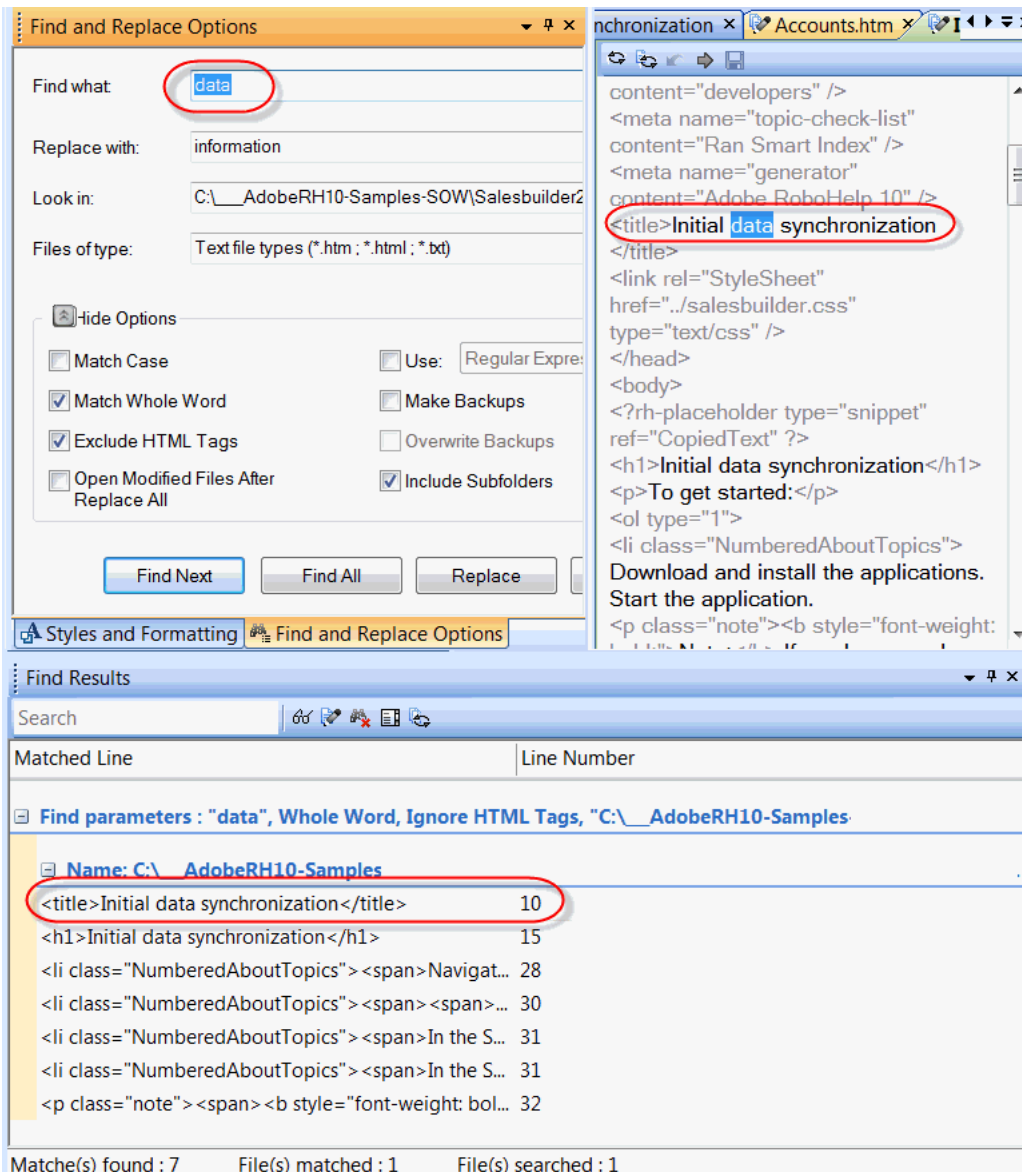 Find and Replace Options
Find what:
data
Replace with:
information
Look in:
C:\___AdobeRH10-Samples-SOW\Salesbuilder2
Files of type:
Text file types (*.htm ; *.html ; *.txt)
Hide Options
Match Case
Use:
Regular Expres
Match Whole Word
Make Backups
Exclude HTML Tags
Overwrite Backups
Open Modified Files After
Replace All
Include Subfolders
Find Next
Find All
Replace
Styles and Formatting
Find and Replace Options
nchronization
Accounts.htm
I
content="developers" />
<meta name="topic-check-list"
content="Ran Smart Index" />
<meta name="generator"
content="Adobe RoboHelp 10" />
<title>Initial data synchronization
</title>
<link rel="StyleSheet"
href="../salesbuilder.css"
type="text/css" />
</head>
<body>
<?rh-placeholder type="snippet"
ref="CopiedText" ?>
<h1>Initial data synchronization</h1>
<p>To get started:</p>
<ol type="1">
<li class="NumberedAboutTopics">
Download and install the applications.
Start the application.
<p class="note"><b style="font-weight:
Find Results
Search
Matched Line
Line Number
Find parameters : "data", Whole Word, Ignore HTML Tags, "C:\__AdobeRH10-Samples-
Name: C:\__AdobeRH10-Samples
<title>Initial data synchronization</title> 10
<h1>Initial data synchronization</h1> 15
<li class="NumberedAboutTopics"><span>Navigat... 28
<li class="NumberedAboutTopics"><span><span>... 30
<li class="NumberedAboutTopics"><span>In the S... 31
<li class="NumberedAboutTopics"><span>In the S... 31
<p class="note"><span><b style="font-weight: bol... 32
Matche(s) found : 7 File(s) matched : 1 File(s) searched : 1